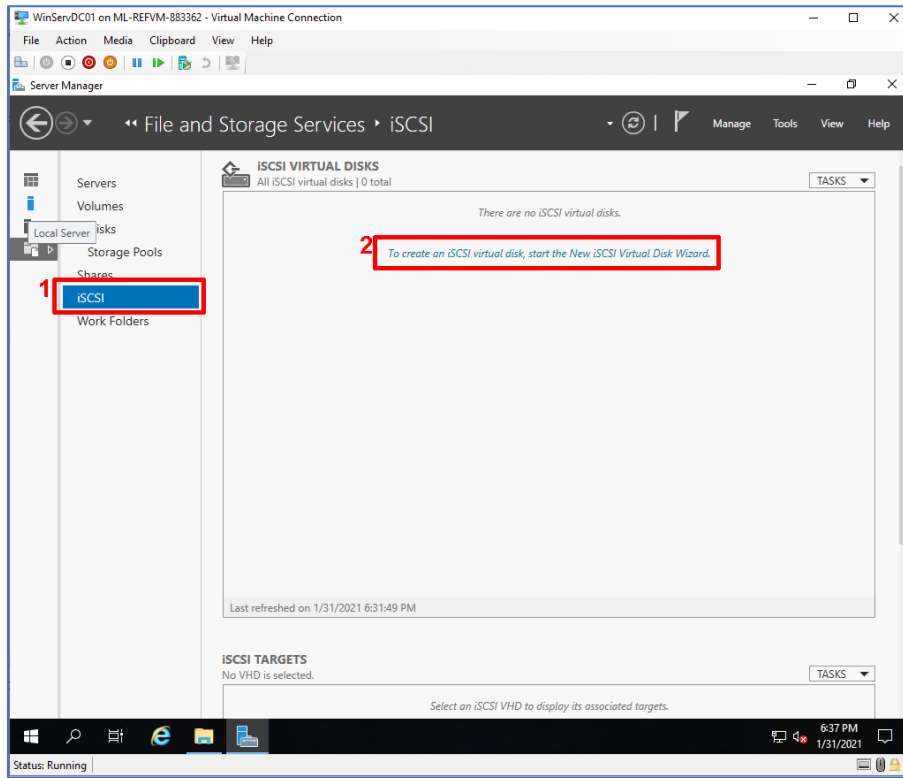 WinServDC01 on ML-REFVM-883362 - Virtual Machine Connection
File Action Media Clipboard View Help
Server Manager
File and Storage Services iSCSI
Manage Tools View Help
Servers
Volumes
isks
Local Server
Storage Pools
Shares
1
iSCSI
Work Folders
iSCSI VIRTUAL DISKS
All iSCSI virtual disks | 0 total
TASKS
There are no iSCSI virtual disks.
2
To create an iSCSI virtual disk, start the New iSCSI Virtual Disk Wizard.
Last refreshed on 1/31/2021 6:31:49 PM
iSCSI TARGETS
No VHD is selected.
TASKS
Select an iSCSI VHD to display its associated targets.
6:37 PM
1/31/2021
Status: Running